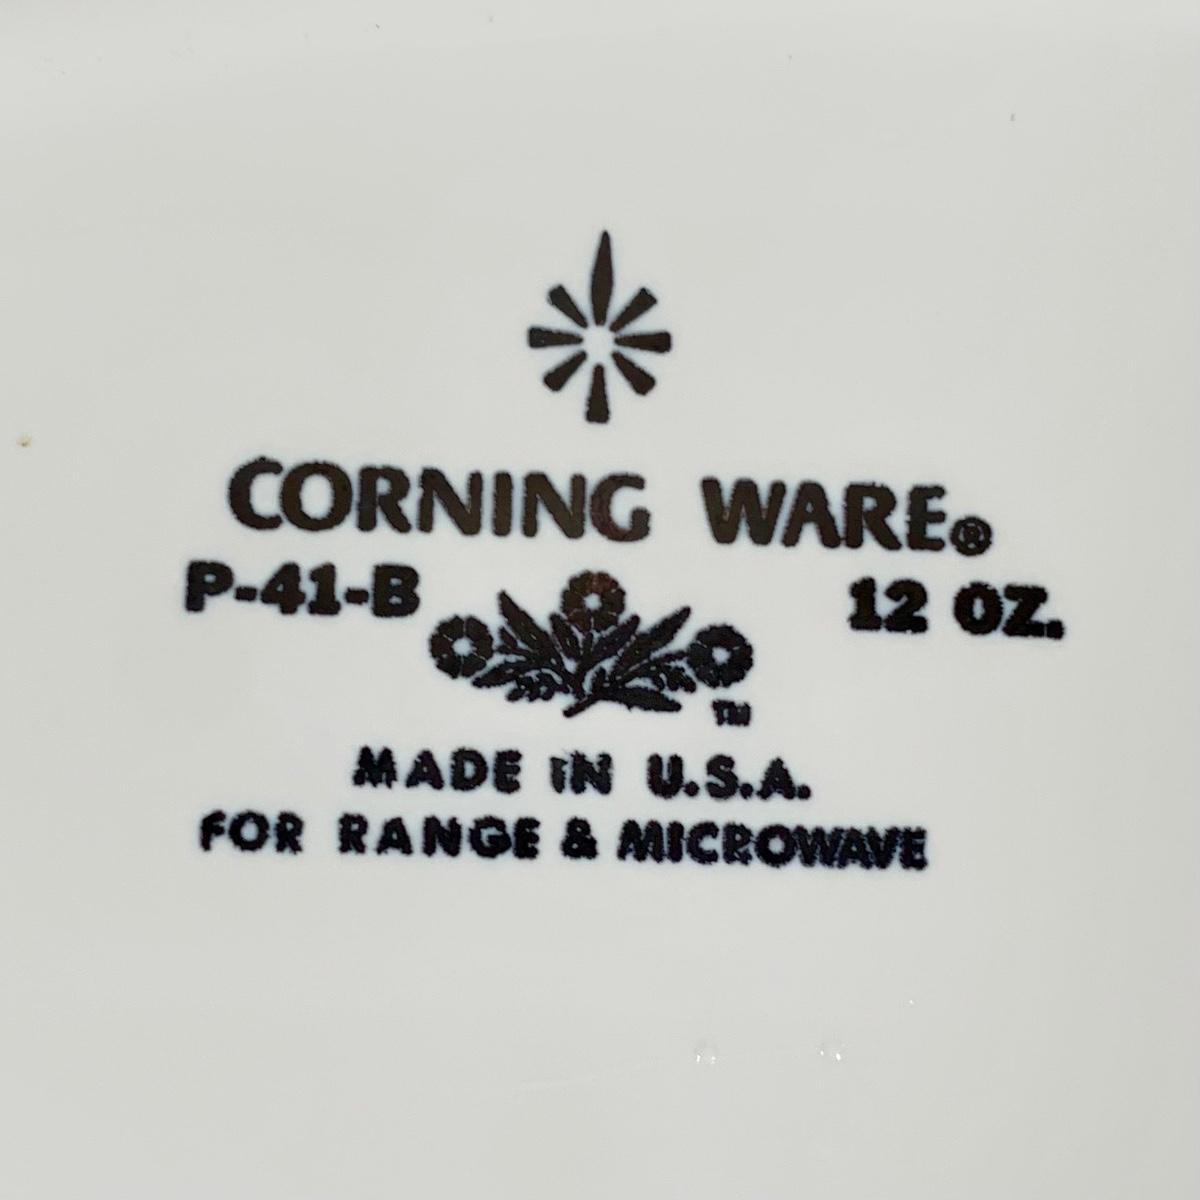 CORNING WARE®
P-41-B 12 OZ.
TM
MADE IN U.S.A.
FOR RANGE & MICROWAVE